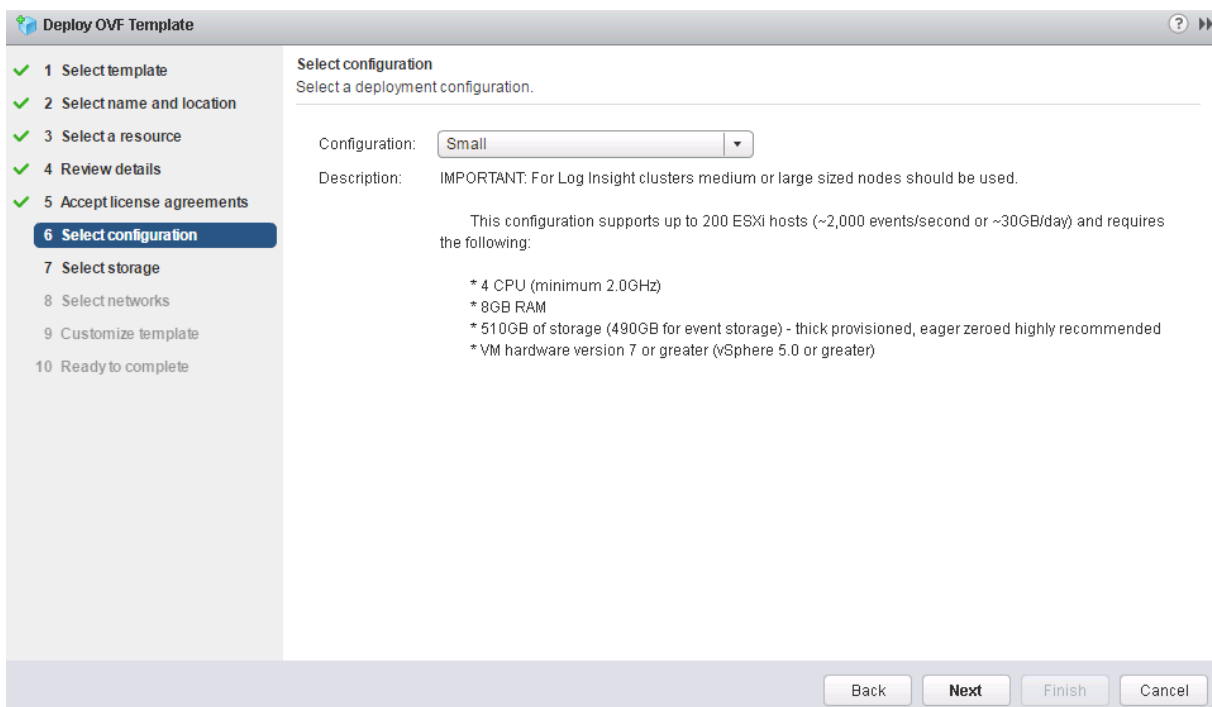 Deploy OVF Template
?
1 Select template
2 Select name and location
3 Select a resource
4 Review details
5 Accept license agreements
6 Select configuration
7 Select storage
8 Select networks
9 Customize template
10 Ready to complete
Select configuration
Select a deployment configuration.
Configuration: Small
Description: IMPORTANT: For Log Insight clusters medium or large sized nodes should be used.
This configuration supports up to 200 ESXi hosts (~2,000 events/second or ~30GB/day) and requires
the following:
* 4 CPU (minimum 2.0GHz)
* 8GB RAM
* 510GB of storage (490GB for event storage) - thick provisioned, eager zeroed highly recommended
* VM hardware version 7 or greater (vSphere 5.0 or greater)
Back Next Finish Cancel